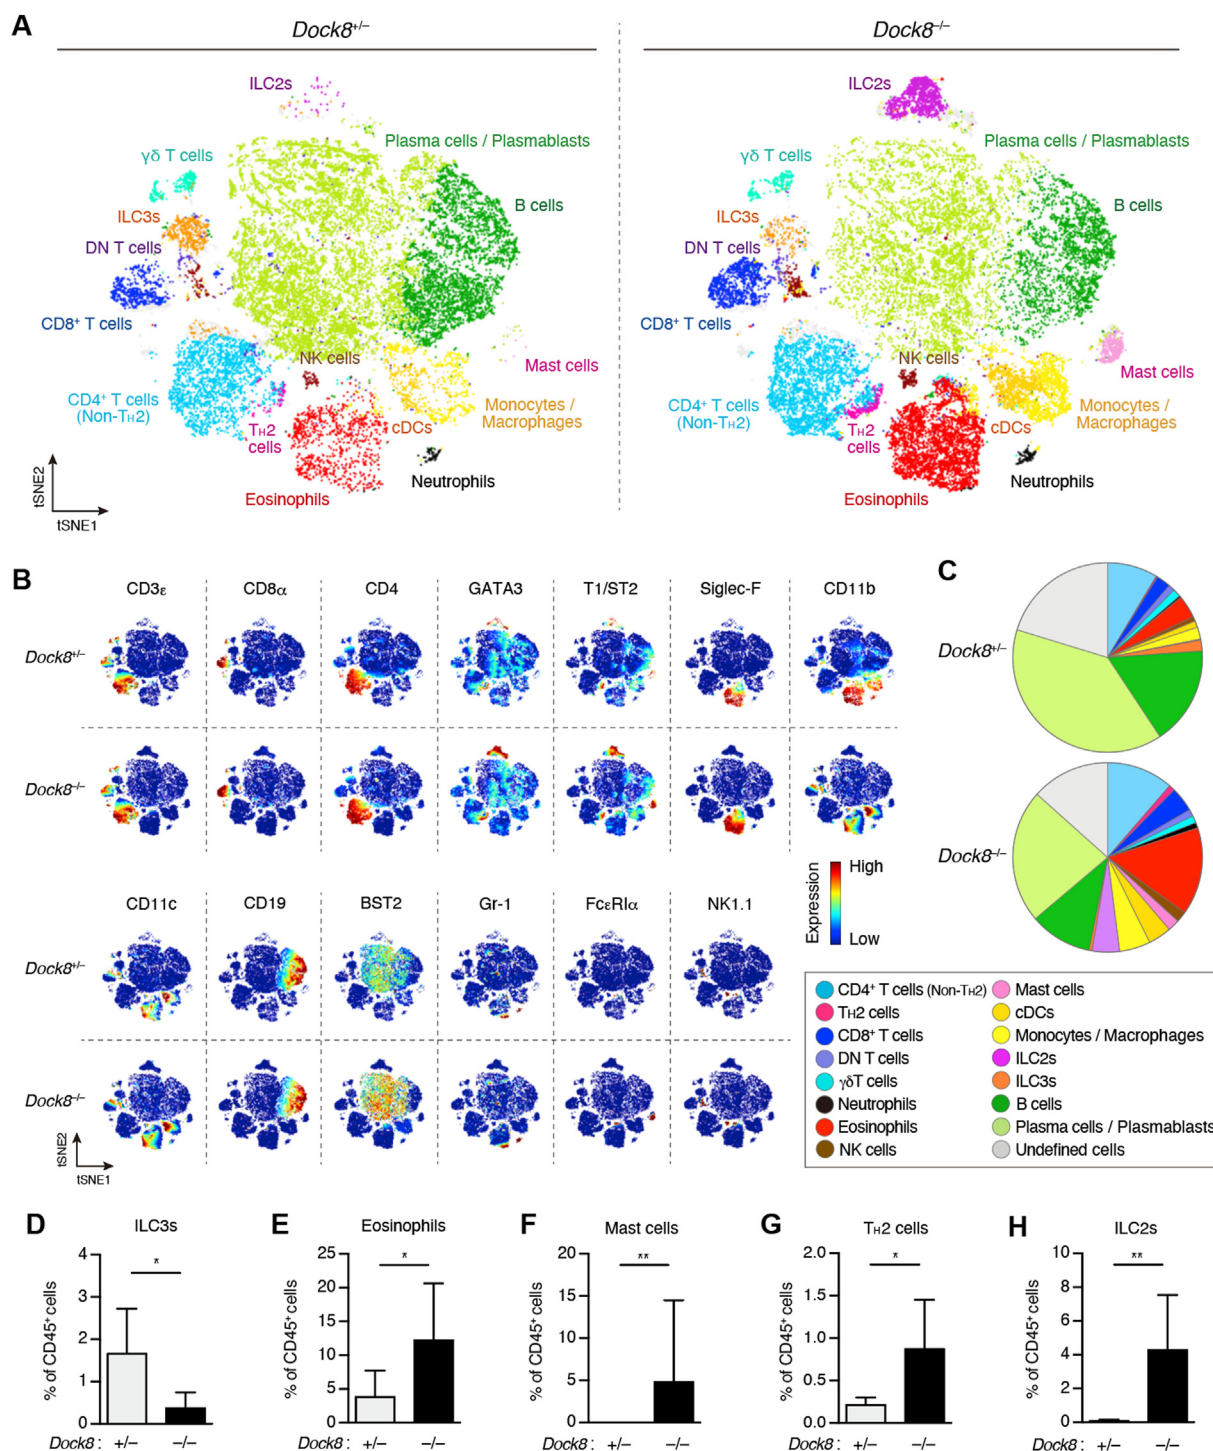 A
Dock8+/–
Dock8–/–
ILC2s
Plasma cells / Plasmablasts
γδ T cells
B cells
ILC3s
DN T cells
CD8+ T cells
NK cells
Mast cells
CD4+ T cells
(Non-TH2)
TH2
cells
cDCs
Monocytes /
Macrophages
Neutrophils
Eosinophils
tSNE2
tSNE1
ILC2s
Plasma cells / Plasmablasts
γδ T cells
B cells
ILC3s
DN T cells
CD8+ T cells
NK cells
Mast cells
CD4+ T cells
(Non-TH2)
TH2
cells
cDCs
Monocytes /
Macrophages
Neutrophils
Eosinophils
B
CD3ε CD8α CD4 GATA3 T1/ST2 Siglec-F CD11b
Dock8+/–
Dock8–/–
CD11c CD19 BST2 Gr-1 FcεRIα NK1.1
Dock8+/–
Dock8–/–
Expression
High
Low
tSNE2
tSNE1
C
Dock8+/–
Dock8–/–
CD4+ T cells (Non-TH2)
TH2 cells
CD8+ T cells
DN T cells
γδT cells
Neutrophils
Eosinophils
NK cells
Mast cells
cDCs
Monocytes / Macrophages
ILC2s
ILC3s
B cells
Plasma cells / Plasmablasts
Undefined cells
D
ILC3s
% of CD45+ cells
4
3
2
1
0
*
Dock8 : +/– –/–
E
Eosinophils
% of CD45+ cells
25
20
15
10
5
0
*
Dock8 : +/– –/–
F
Mast cells
% of CD45+ cells
20
15
10
5
0
**
Dock8 : +/– –/–
G
TH2 cells
% of CD45+ cells
2.0
1.5
1.0
0.5
0.0
*
Dock8 : +/– –/–
H
ILC2s
% of CD45+ cells
10
8
6
4
2
0
**
Dock8 : +/– –/–